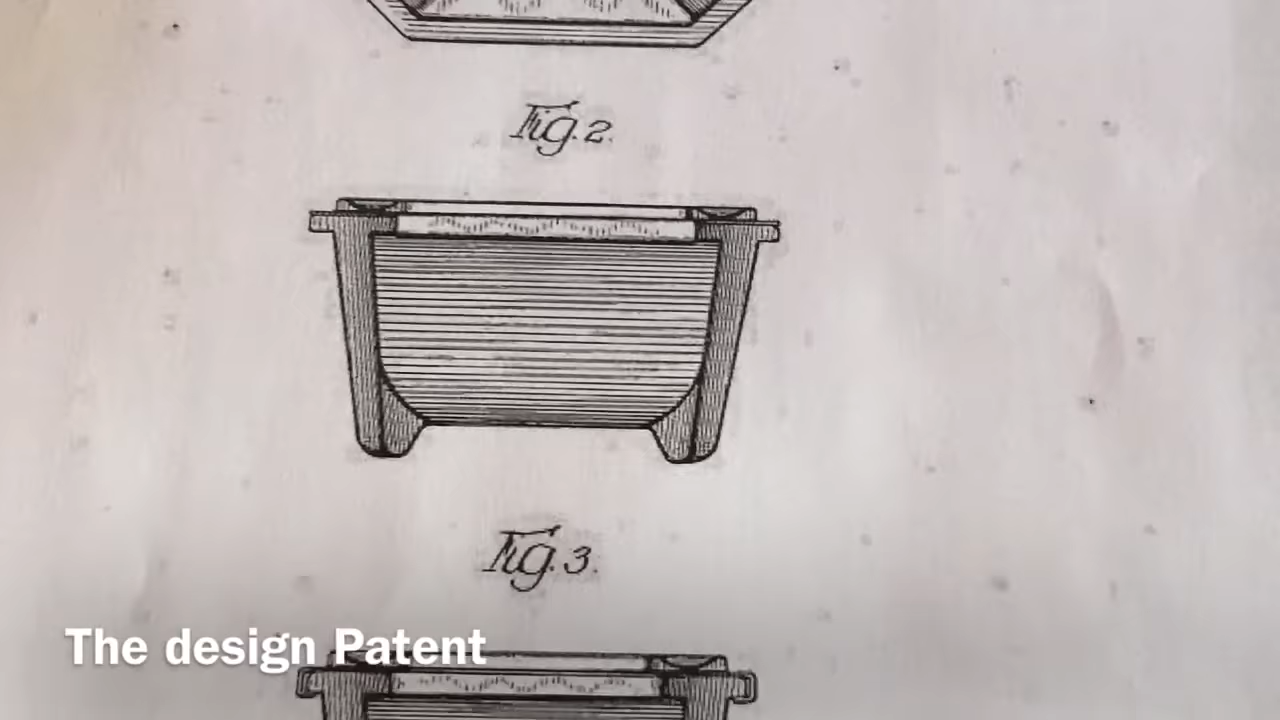 Fig. 2.
Fig. 3.
The design Patent